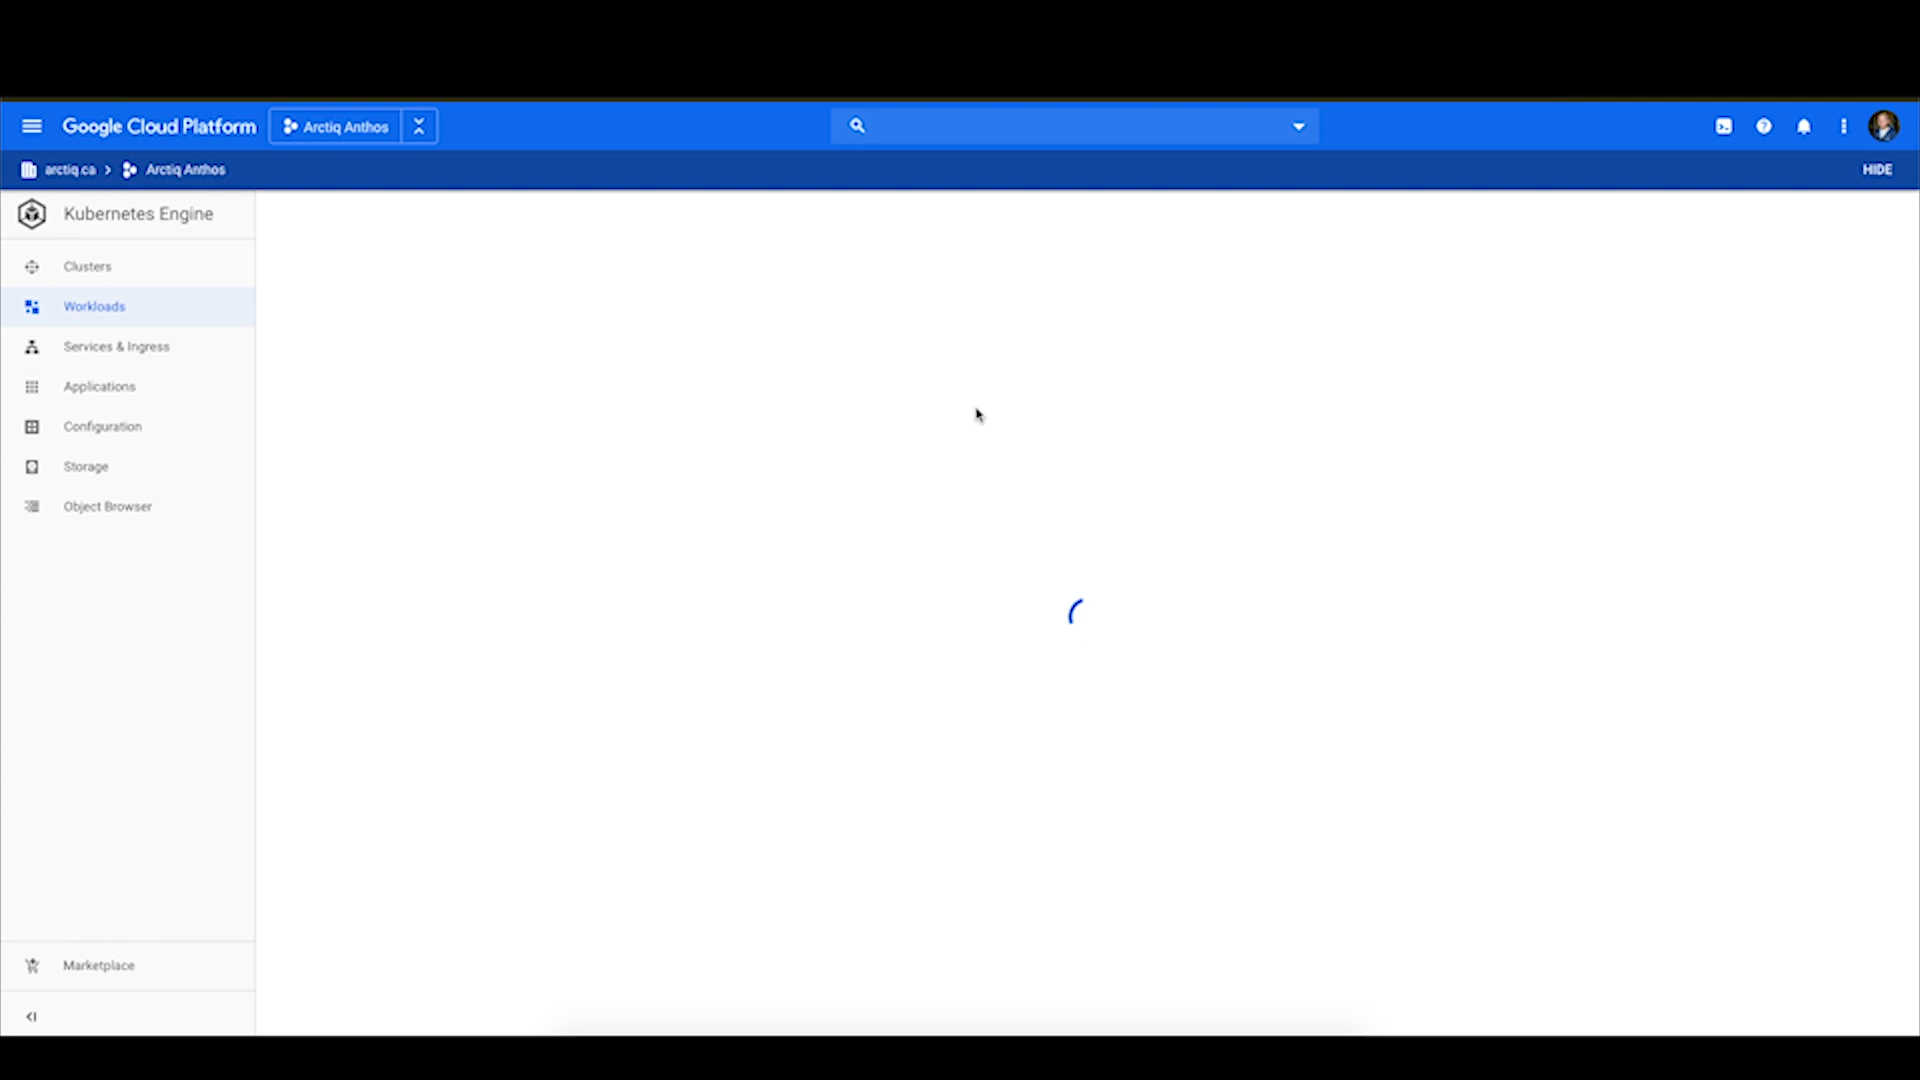 Google Cloud Platform
Arctiq Anthos
arctiq.ca
Arctiq Anthos
HIDE
Kubernetes Engine
Clusters
Workloads
Services & Ingress
Applications
Configuration
Storage
Object Browser
Marketplace